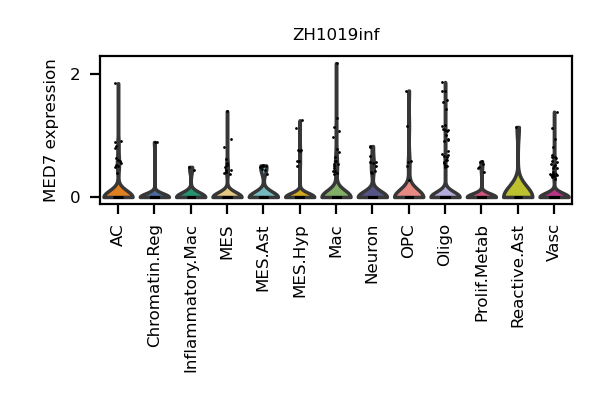 ZH1019inf
MED7 expression
2
0
AC
Chromatin.Reg
Inflammatory.Mac
MES
MES.Ast
MES.Hyp
Mac
Neuron
OPC
Oligo
Prolif.Metab
Reactive.Ast
Vasc